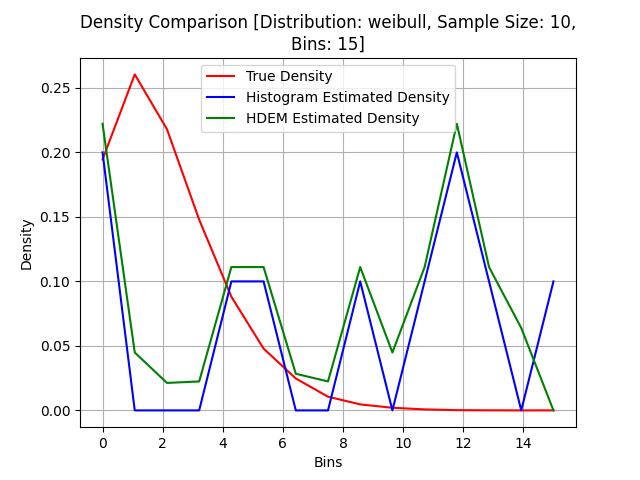 Density Comparison [Distribution: weibull, Sample Size: 10,
Bins: 15]
True Density
Histogram Estimated Density
HDEM Estimated Density
Density
0.25
0.20
0.15
0.10
0.05
0.00
0 2 4 6 8 10 12 14
Bins